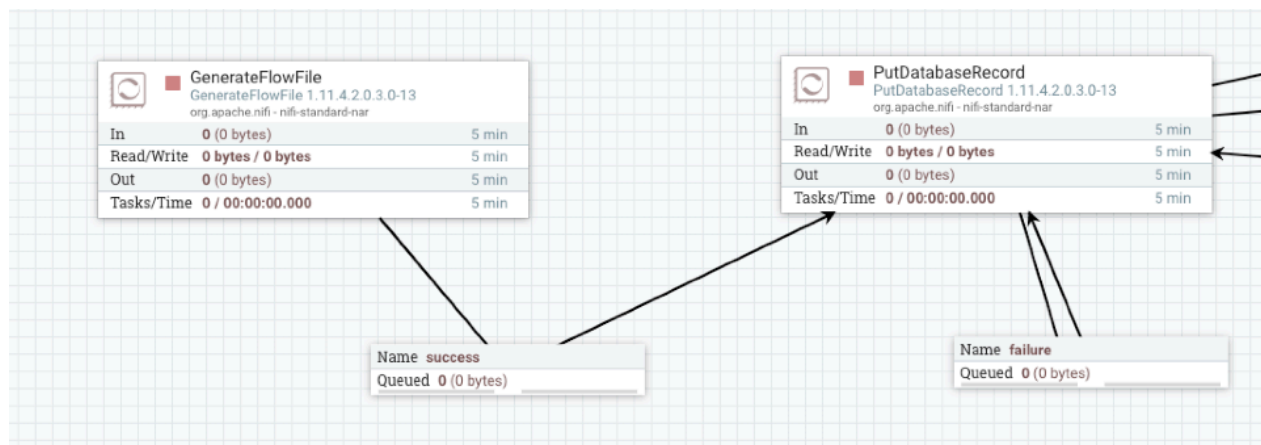 GenerateFlowFile
GenerateFlowFile 1.11.4.2.0.3.0-13
org.apache.nifi - nifi-standard-nar
In 0 (0 bytes) 5 min
Read/Write 0 bytes / 0 bytes 5 min
Out 0 (0 bytes) 5 min
Tasks/Time 0 / 00:00:00.000 5 min
PutDatabaseRecord
PutDatabaseRecord 1.11.4.2.0.3.0-13
org.apache.nifi - nifi-standard-nar
In 0 (0 bytes) 5 min
Read/Write 0 bytes / 0 bytes 5 min
Out 0 (0 bytes) 5 min
Tasks/Time 0 / 00:00:00.000 5 min
Name success
Queued 0 (0 bytes)
Name failure
Queued 0 (0 bytes)